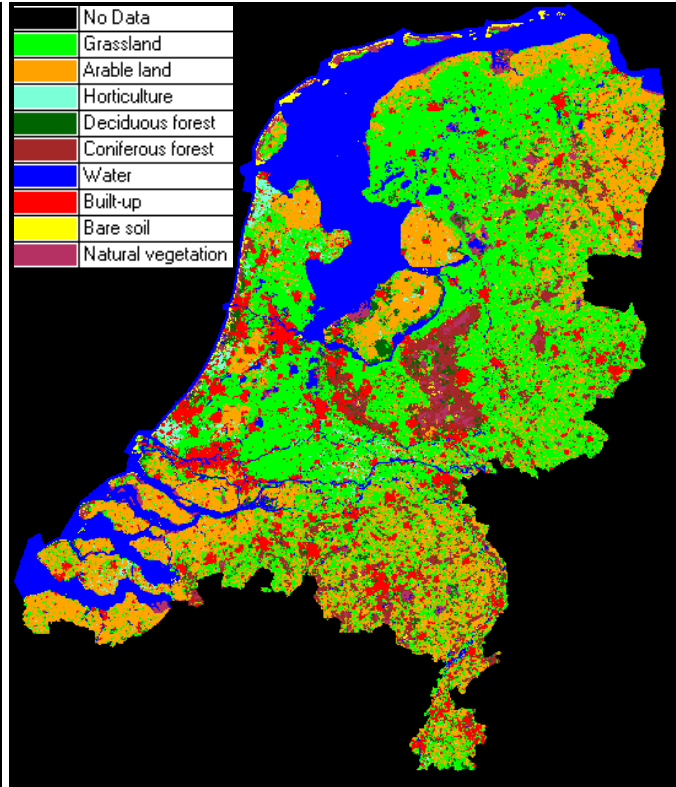 No Data
Grassland
Arable land
Horticulture
Deciduous forest
Coniferous forest
Water
Built-up
Bare soil
Natural vegetation